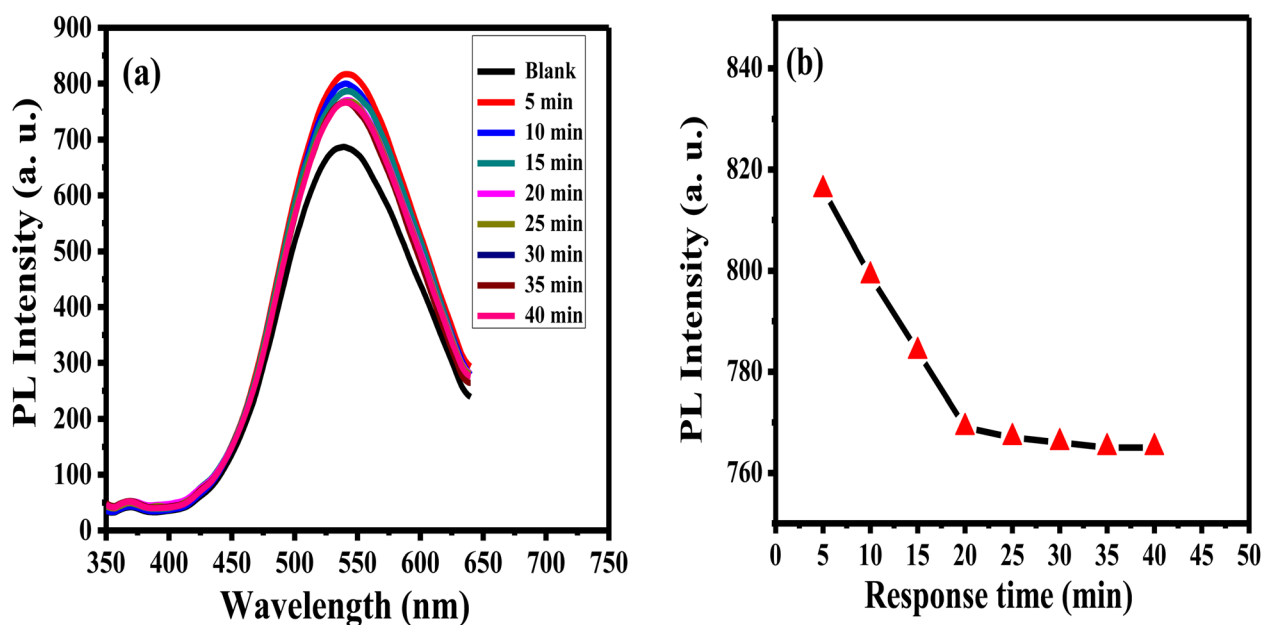 (a)
PL Intensity (a. u.)
900
800
700
600
500
400
300
200
100
0
350 400 450 500 550 600 650 700 750
Wavelength (nm)
Blank
5 min
10 min
15 min
20 min
25 min
30 min
35 min
40 min
(b)
PL Intensity (a. u.)
840
820
800
780
760
0 5 10 15 20 25 30 35 40 45 50
Response time (min)